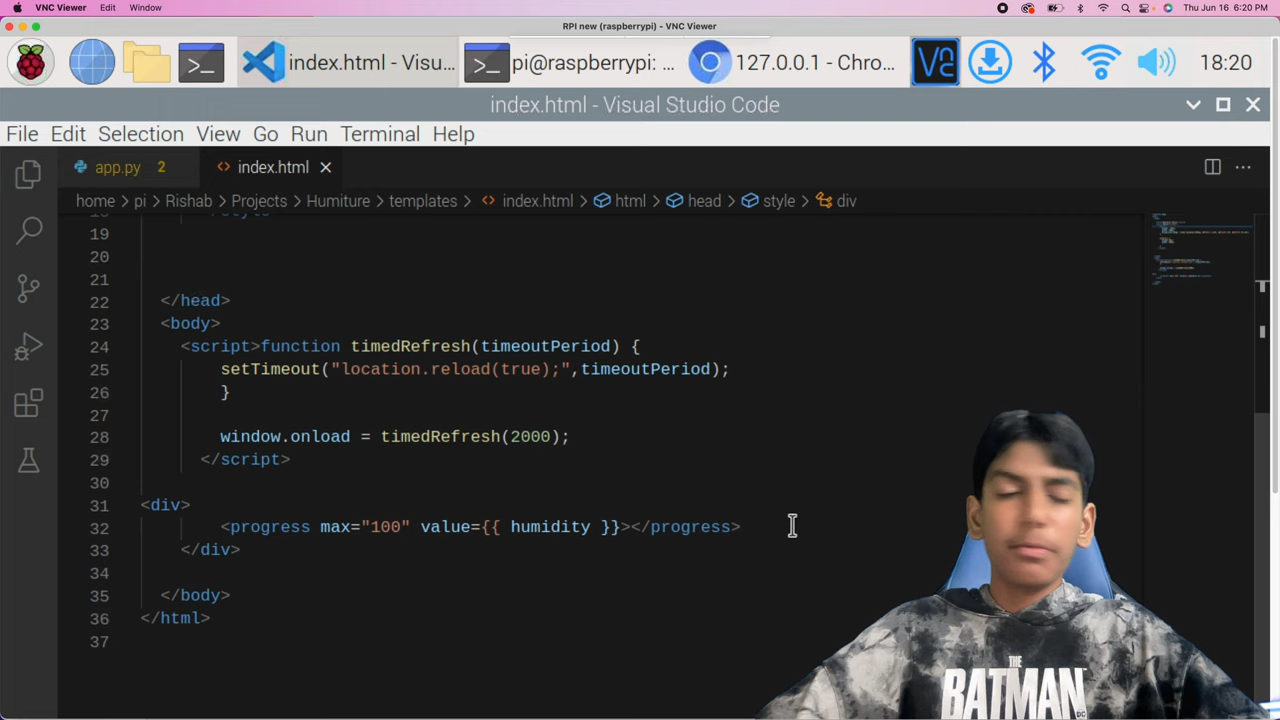 VNC Viewer Edit Window Thu Jun 16 6:20 PM
RPI new (raspberrypi) - VNC Viewer
index.html - Visu... pi@raspberrypi: ... 127.0.0.1 - Chro... 18:20
index.html - Visual Studio Code
File Edit Selection View Go Run Terminal Help
app.py 2 index.html
home › pi › Rishab › Projects › Humiture › templates › index.html › html › head › style › div
19
20
21
22 </head>
23 <body>
24 <script>function timedRefresh(timeoutPeriod) {
25 setTimeout("location.reload(true);",timeoutPeriod);
26 }
27
28 window.onload = timedRefresh(2000);
29 </script>
30
31 <div>
32 <progress max="100" value={{ humidity }}></progress>
33 </div>
34
35 </body>
36 </html>
37
THE
BATMAN